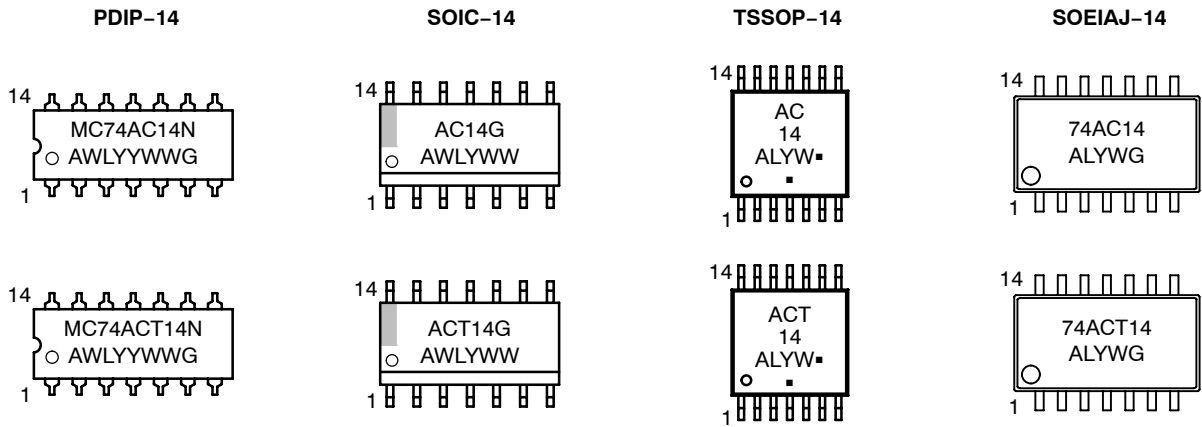 PDIP−14
SOIC−14
TSSOP−14
SOEIAJ−14
14
MC74AC14N
AWLYYWWG
1
14
AC14G
AWLYWW
1
14
AC
14
ALYW▪
▪
1
14
74AC14
ALYWG
1
14
MC74ACT14N
AWLYYWWG
1
14
ACT14G
AWLYWW
1
14
ACT
14
ALYW▪
▪
1
14
74ACT14
ALYWG
1